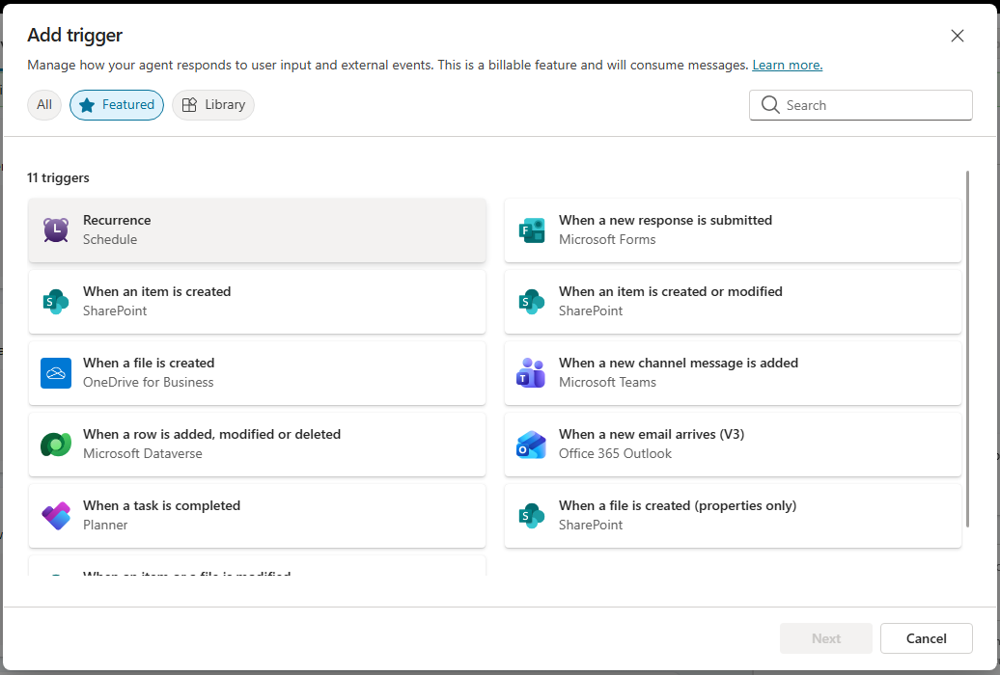 Add trigger
Manage how your agent responds to user input and external events. This is a billable feature and will consume messages. Learn more.
All
Featured
Library
Search
11 triggers
Recurrence
Schedule
When a new response is submitted
Microsoft Forms
When an item is created
SharePoint
When an item is created or modified
SharePoint
When a file is created
OneDrive for Business
When a new channel message is added
Microsoft Teams
When a row is added, modified or deleted
Microsoft Dataverse
When a new email arrives (V3)
Office 365 Outlook
When a task is completed
Planner
When a file is created (properties only)
SharePoint
When an item or a file is modified
Next
Cancel